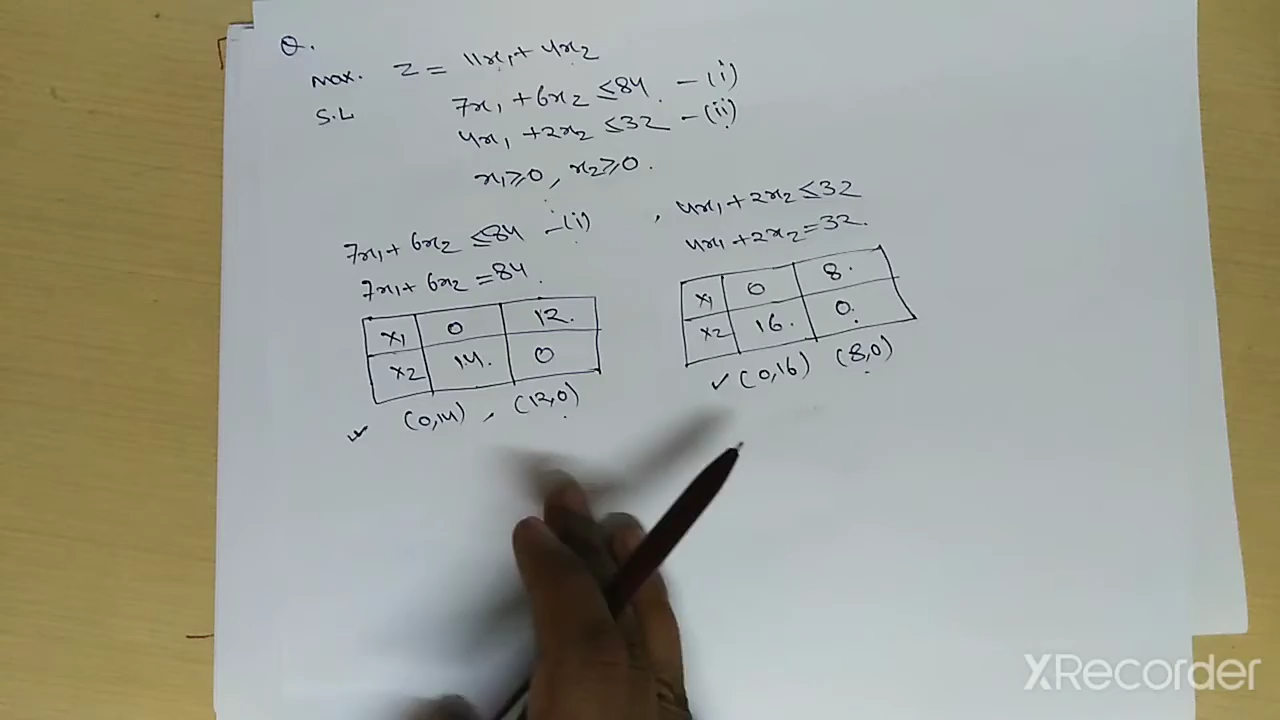 Q.
Max. Z = 11x₁ + 4x₂
S.t
7x₁ + 6x₂ ≤ 84. – (i)
4x₁ + 2x₂ ≤ 32 – (ii)
x₁ ≥ 0, x₂ ≥ 0.
7x₁ + 6x₂ ≤ 84 – (i)
7x₁ + 6x₂ = 84.
x₁ 0 12.
x₂ 14. 0
✓ (0,14), (12,0)
, 4x₁ + 2x₂ ≤ 32
4x₁ + 2x₂ = 32.
x₁ 0 8.
x₂ 16. 0.
✓ (0,16) (8,0)
XRecorder